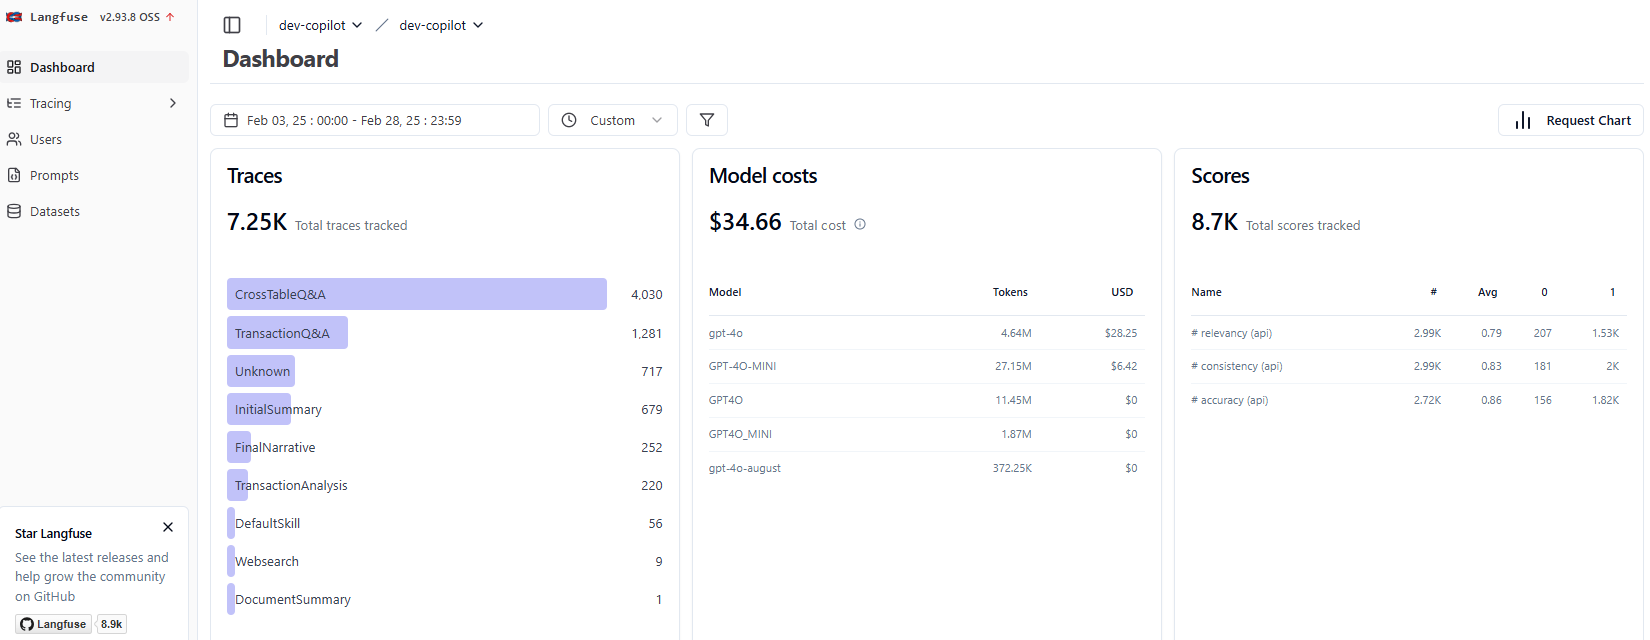 Langfuse v2.93.8 OSS
Dashboard
Tracing
Users
Prompts
Datasets
Star Langfuse
See the latest releases and
help grow the community
on GitHub
Langfuse 8.9k
dev-copilot dev-copilot
Dashboard
Feb 03, 25 : 00:00 - Feb 28, 25 : 23:59 Custom Request Chart
Traces
7.25K Total traces tracked
CrossTableQ&A 4,030
TransactionQ&A 1,281
Unknown 717
InitialSummary 679
FinalNarrative 252
TransactionAnalysis 220
DefaultSkill 56
Websearch 9
DocumentSummary 1
Model costs
$34.66 Total cost
Model Tokens USD
gpt-4o 4.64M $28.25
GPT-4O-MINI 27.15M $6.42
GPT4O 11.45M $0
GPT4O_MINI 1.87M $0
gpt-4o-august 372.25K $0
Scores
8.7K Total scores tracked
Name # Avg 0 1
# relevancy (api) 2.99K 0.79 207 1.53K
# consistency (api) 2.99K 0.83 181 2K
# accuracy (api) 2.72K 0.86 156 1.82K